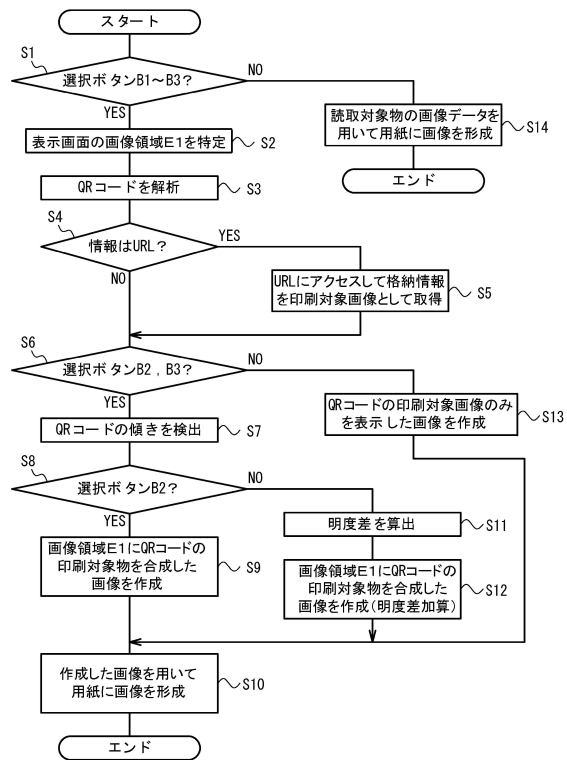 スタート
S1
選択ボタンB1～B3？
NO
YES
読取対象物の画像データを
用いて用紙に画像を形成
S14
エンド
表示画面の画像領域E1を特定
S2
QRコードを解析
S3
S4
情報はURL？
YES
NO
URLにアクセスして格納情報
を印刷対象画像として取得
S5
S6
選択ボタンB2，B3？
NO
YES
QRコードの印刷対象画像のみ
を表示した画像を作成
S13
QRコードの傾きを検出
S7
S8
選択ボタンB2？
NO
YES
明度差を算出
S11
画像領域E1にQRコードの
印刷対象物を合成した
画像を作成
S9
画像領域E1にQRコードの
印刷対象物を合成した
画像を作成（明度差加算）
S12
作成した画像を用いて
用紙に画像を形成
S10
エンド